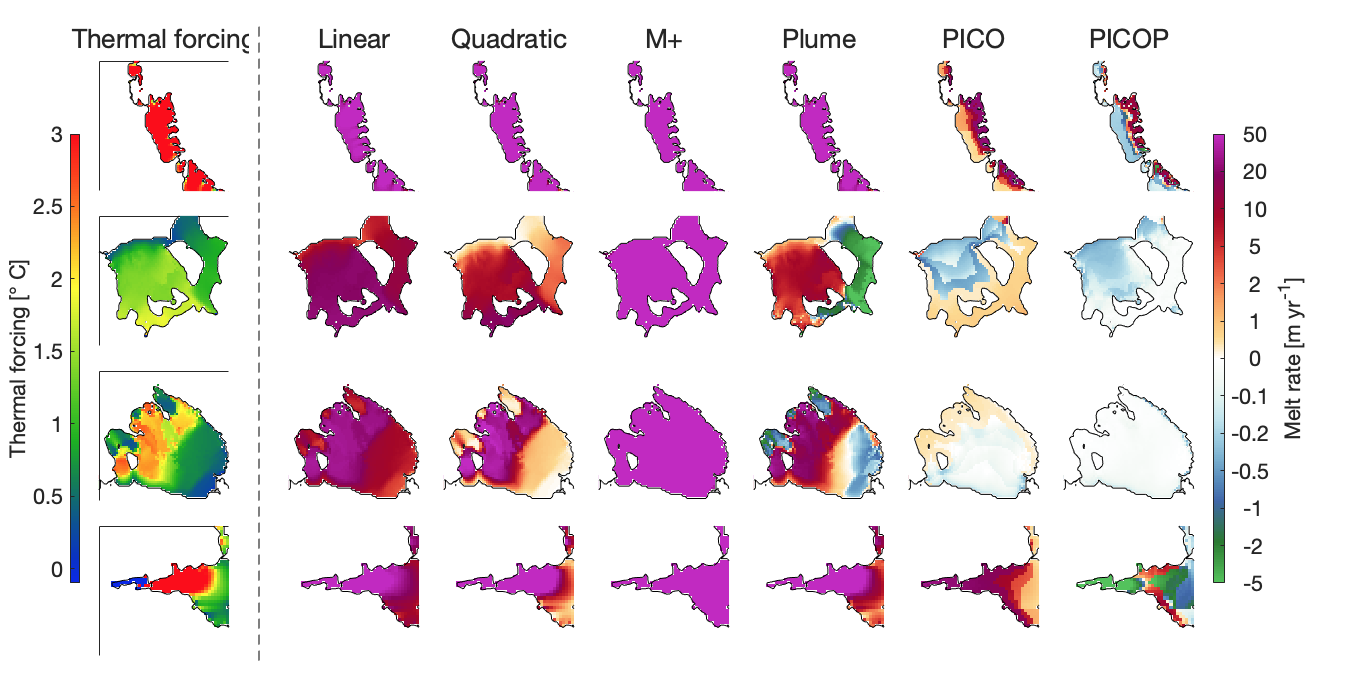 Thermal forcing
Linear
Quadratic
M+
Plume
PICO
PICOP
Thermal forcing [° C]
3
2.5
2
1.5
1
0.5
0
50
20
10
5
2
1
0
-0.1
-0.2
-0.5
-1
-2
-5
Melt rate [m yr-1]